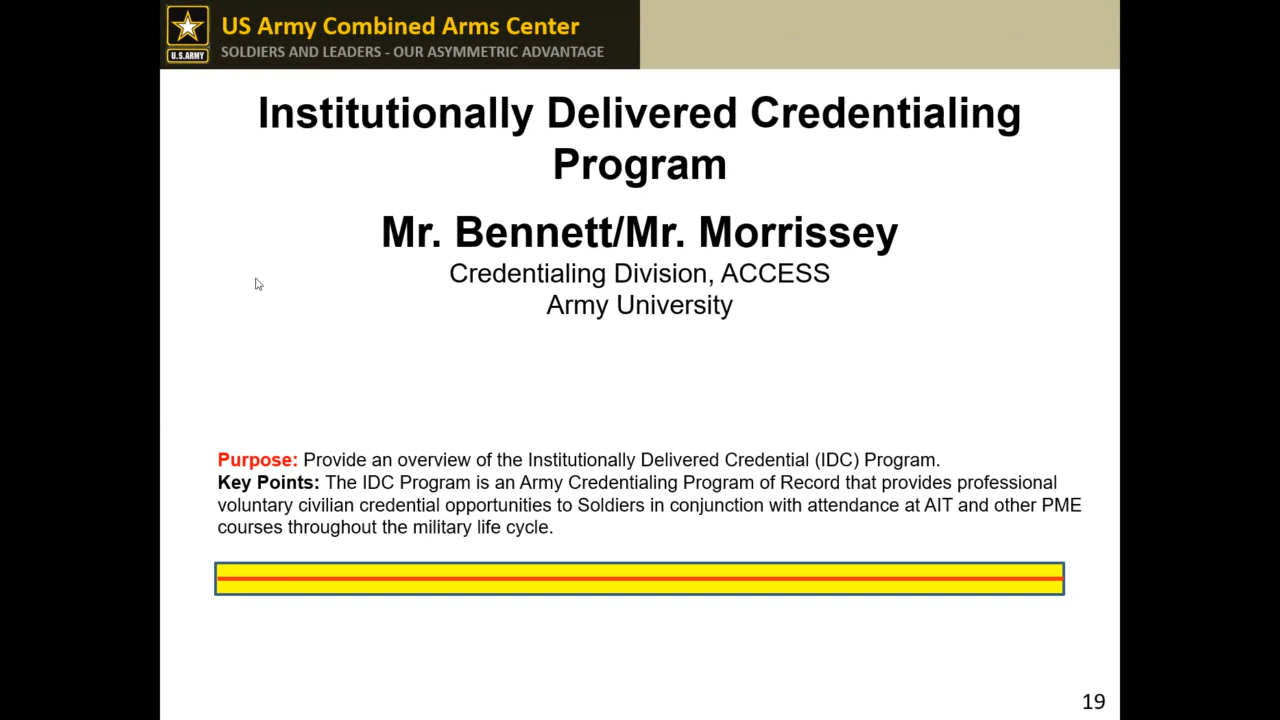 US Army Combined Arms Center
SOLDIERS AND LEADERS - OUR ASYMMETRIC ADVANTAGE
U.S.ARMY
Institutionally Delivered Credentialing
Program
Mr. Bennett/Mr. Morrissey
Credentialing Division, ACCESS
Army University
Purpose: Provide an overview of the Institutionally Delivered Credential (IDC) Program.
Key Points: The IDC Program is an Army Credentialing Program of Record that provides professional
voluntary civilian credential opportunities to Soldiers in conjunction with attendance at AIT and other PME
courses throughout the military life cycle.
19